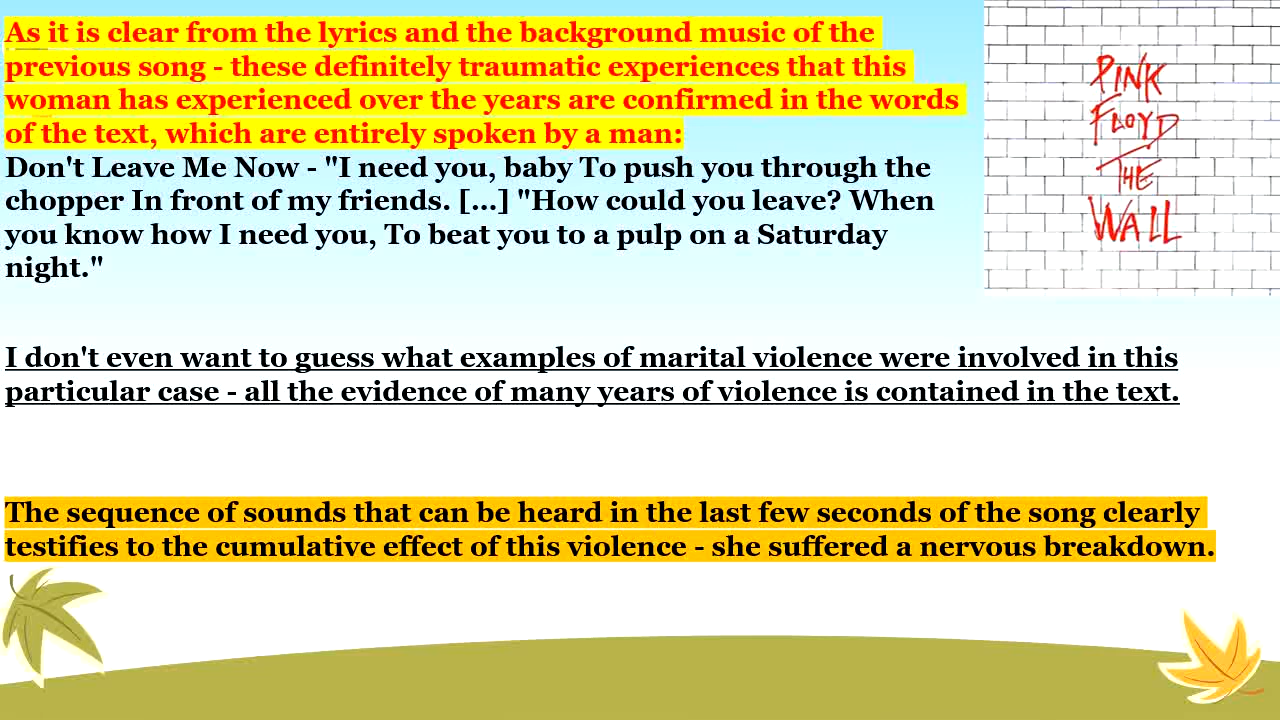 As it is clear from the lyrics and the background music of the
previous song - these definitely traumatic experiences that this
woman has experienced over the years are confirmed in the words
of the text, which are entirely spoken by a man:
Don't Leave Me Now - "I need you, baby To push you through the
chopper In front of my friends. [...] "How could you leave? When
you know how I need you, To beat you to a pulp on a Saturday
night."
PINK
FLOYD
THE
WALL
I don't even want to guess what examples of marital violence were involved in this
particular case - all the evidence of many years of violence is contained in the text.
The sequence of sounds that can be heard in the last few seconds of the song clearly
testifies to the cumulative effect of this violence - she suffered a nervous breakdown.